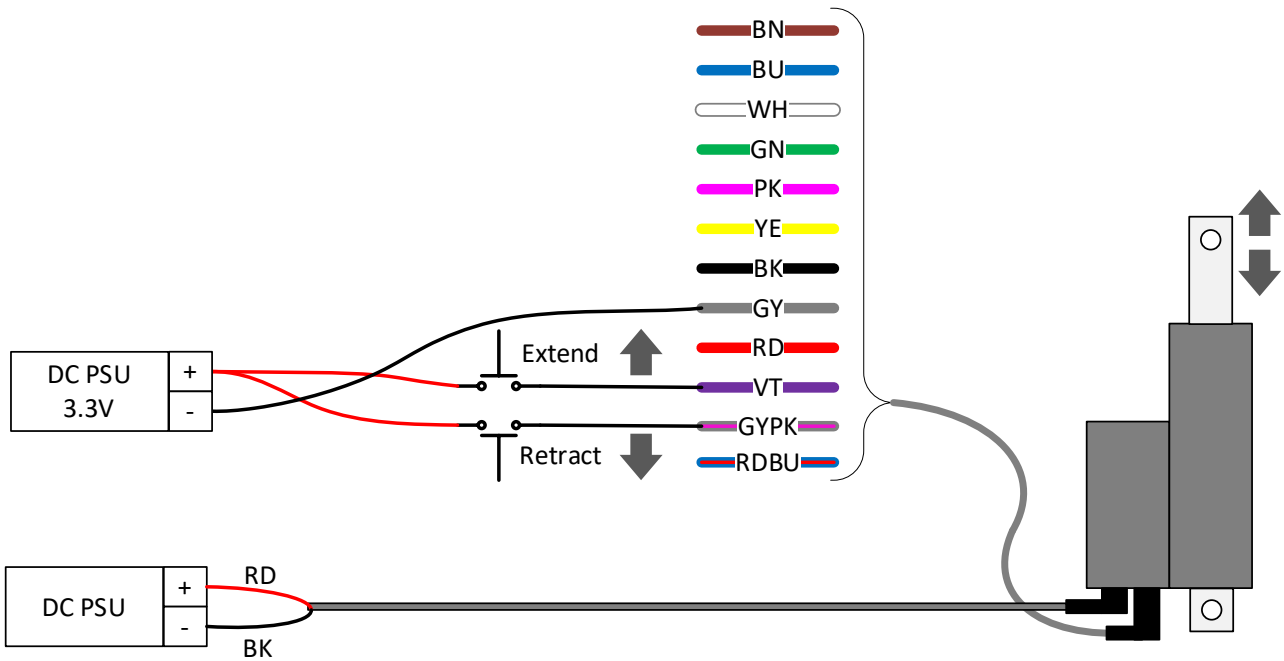 BN
BU
WH
GN
PK
YE
BK
GY
RD
VT
GYPK
RDBU
Extend
Retract
DC PSU
3.3V
+
-
DC PSU
+
-
RD
BK